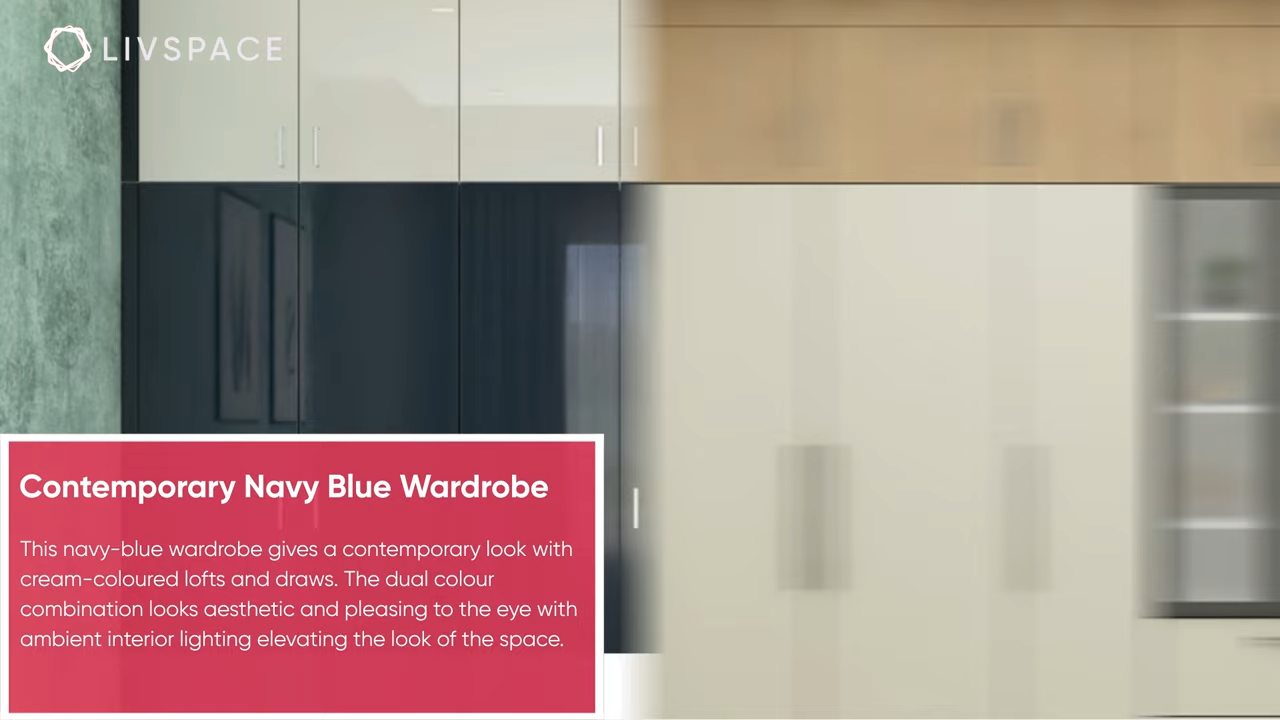 LIVSPACE
Contemporary Navy Blue Wardrobe
This navy-blue wardrobe gives a contemporary look with
cream-coloured lofts and draws. The dual colour
combination looks aesthetic and pleasing to the eye with
ambient interior lighting elevating the look of the space.